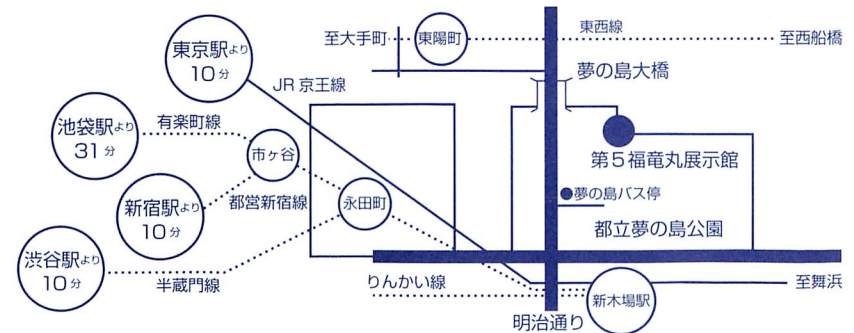 至大手町
東陽町
東西線
至西船橋
東京駅より
10分
JR京王線
夢の島大橋
池袋駅より
31分
有楽町線
市ヶ谷
第5福竜丸展示館
新宿駅より
10分
都営新宿線
永田町
夢の島バス停
都立夢の島公園
渋谷駅より
10分
半蔵門線
りんかい線
新木場駅
至舞浜
明治通り